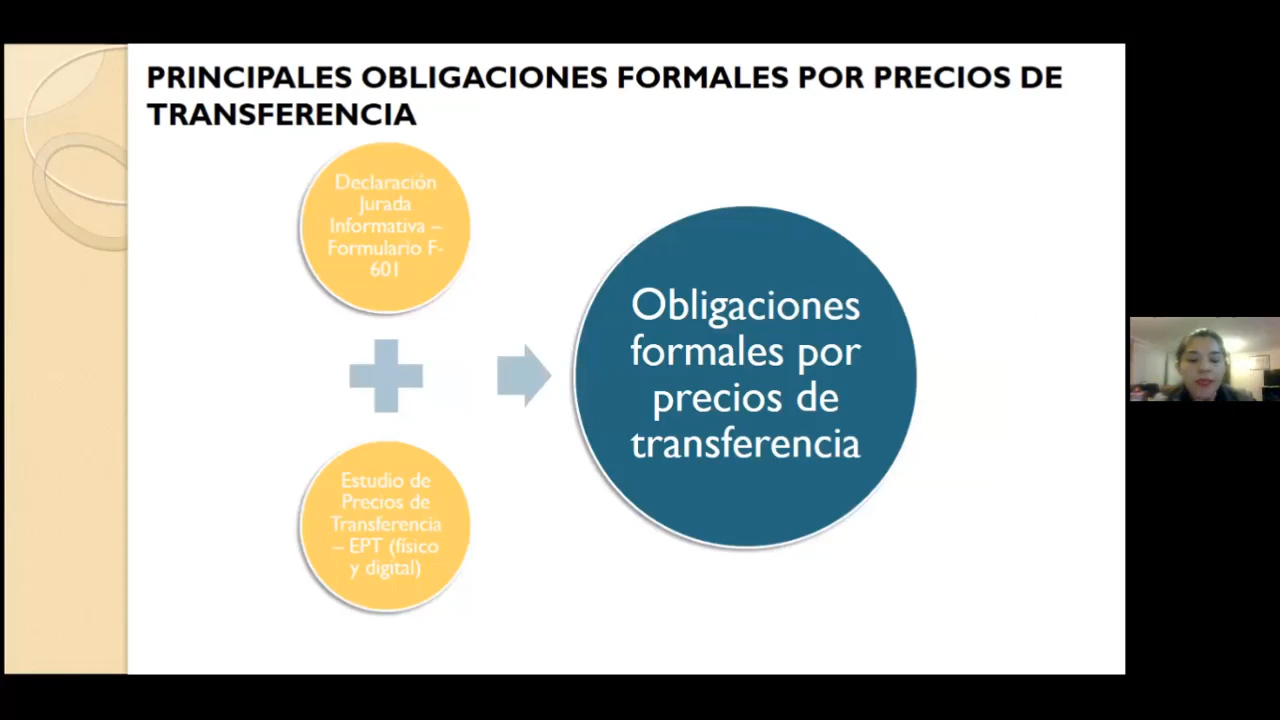 PRINCIPALES OBLIGACIONES FORMALES POR PRECIOS DE
TRANSFERENCIA
Declaración
Jurada
Informativa –
Formulario F-
601
Estudio de
Precios de
Transferencia
– EPT (físico
y digital)
Obligaciones
formales por
precios de
transferencia